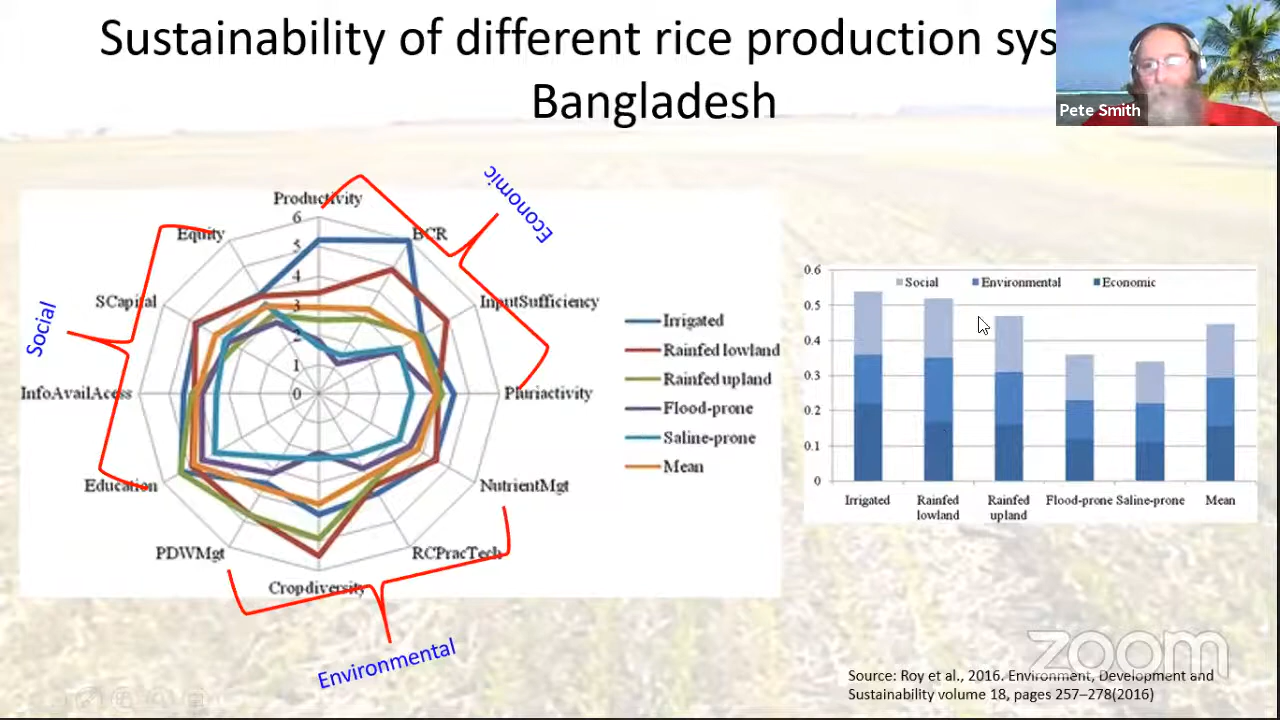 Sustainability of different rice production sys
Bangladesh
Pete Smith
Economic
Productivity
6
Equity
BCR
5
SCapital
4
InputSufficiency
3
2
Social
1
InfoAvailAcess
0
Pluriactivity
Education
NutrientMgt
PDWMgt
RCPracTech
Cropdiversity
Environmental
Irrigated
Rainfed lowland
Rainfed upland
Flood-prone
Saline-prone
Mean
0.6
Social Environmental Economic
0.5
0.4
0.3
0.2
0.1
0
Irrigated Rainfed Rainfed Flood-prone Saline-prone Mean
lowland upland
zoom
Source: Roy et al., 2016. Environment, Development and
Sustainability volume 18, pages 257–278(2016)